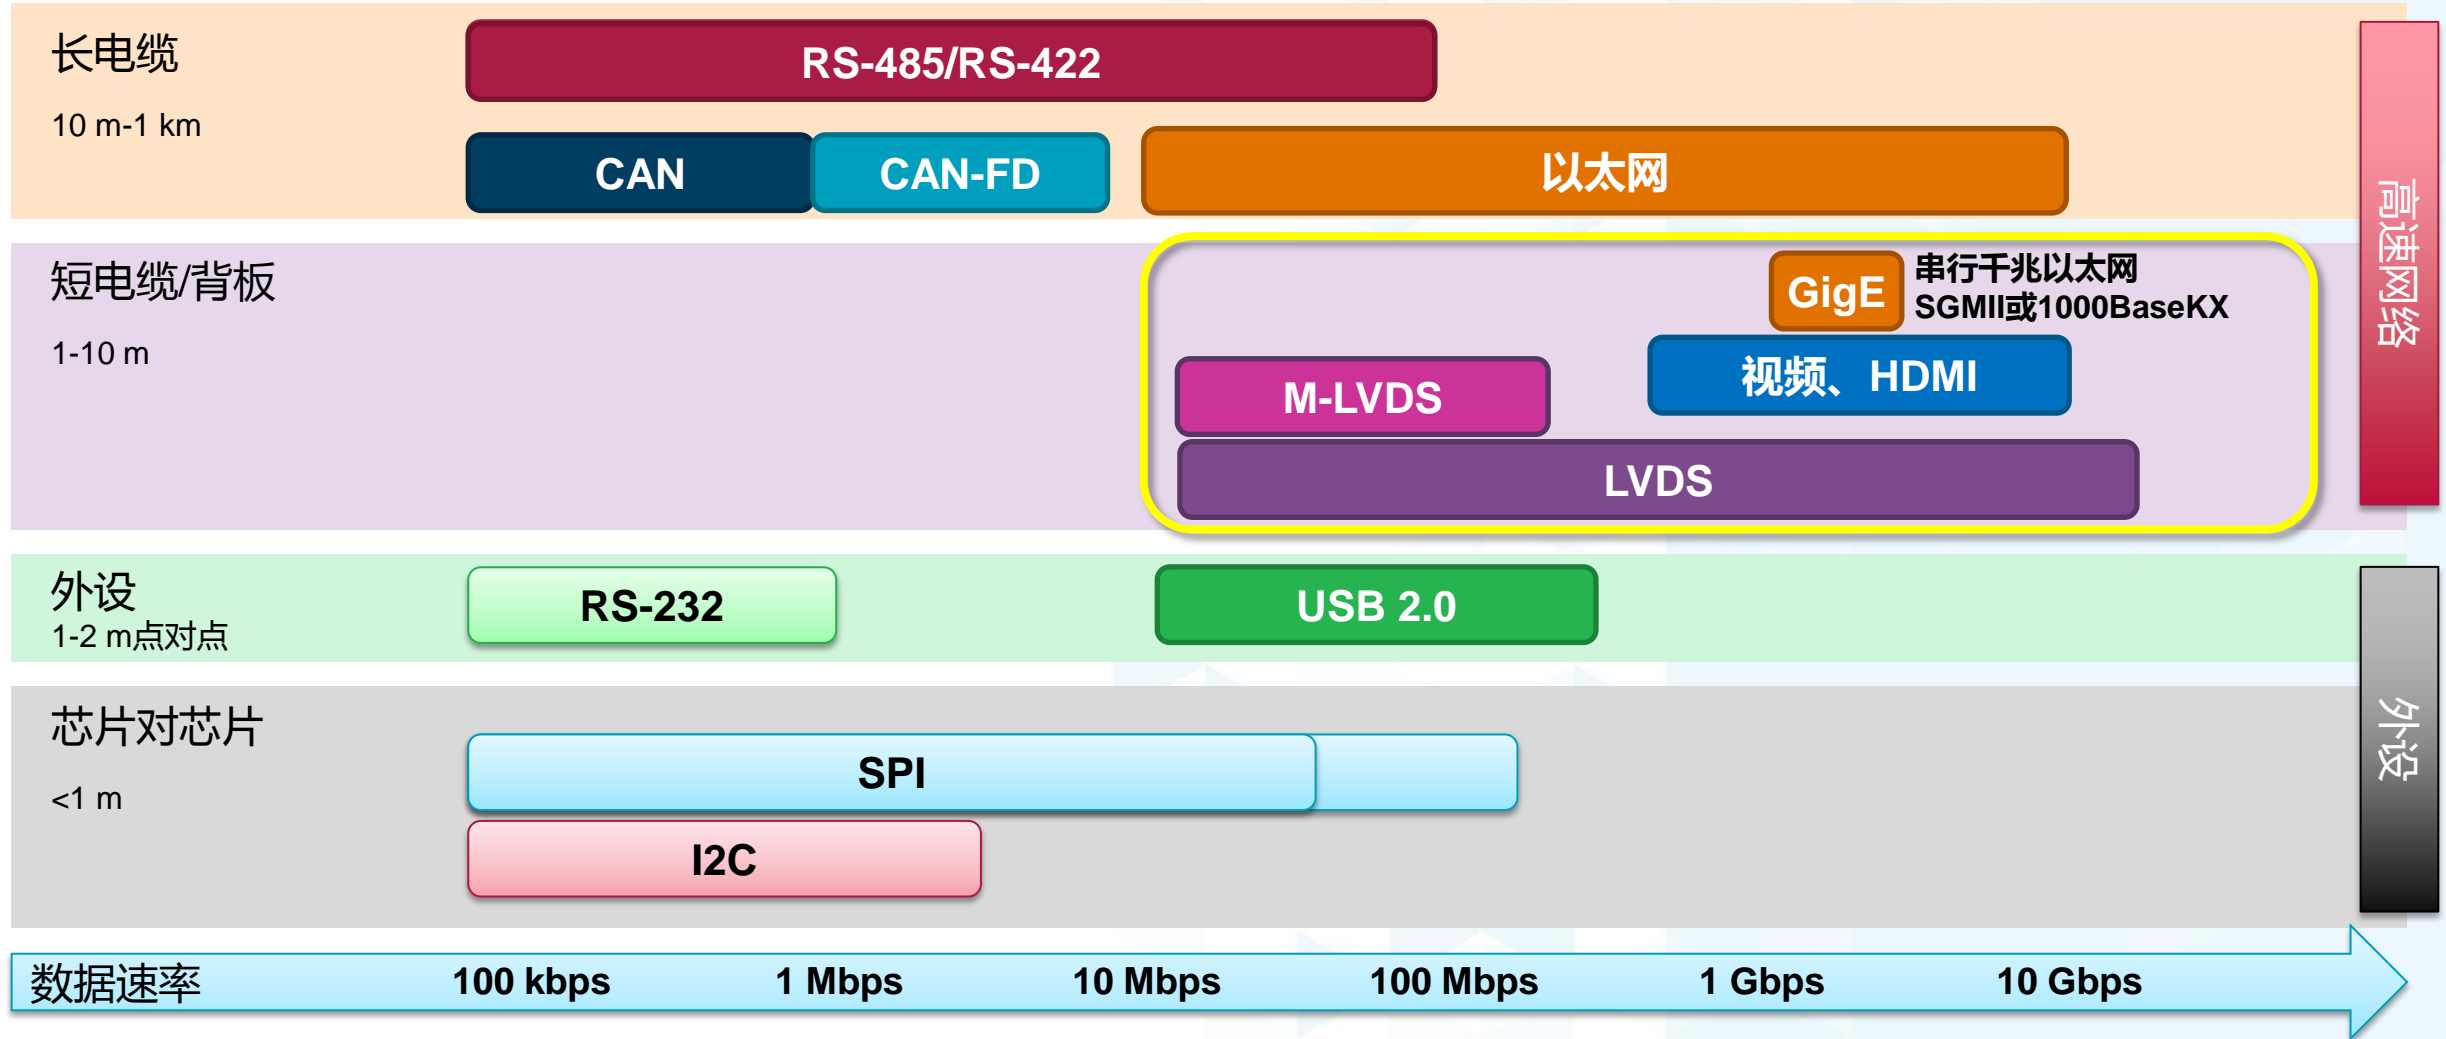 长电缆
10 m-1 km
RS-485/RS-422
CAN
CAN-FD
以太网
短电缆/背板
1-10 m
GigE
串行千兆以太网
SGMII或1000BaseKX
视频、HDMI
M-LVDS
LVDS
高速网络
外设
1-2 m点对点
RS-232
USB 2.0
芯片对芯片
<1 m
SPI
I2C
外设
数据速率
100 kbps
1 Mbps
10 Mbps
100 Mbps
1 Gbps
10 Gbps